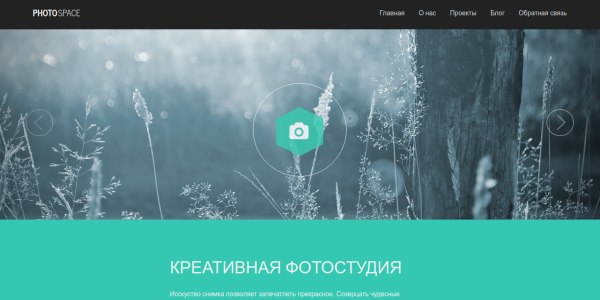 PHOTOSPACE
Главная О нас Проекты Блог Обратная связь
КРЕАТИВНАЯ ФОТОСТУДИЯ
Искусство снимка позволяет запечатлеть прекрасное. Созерцать чудесные